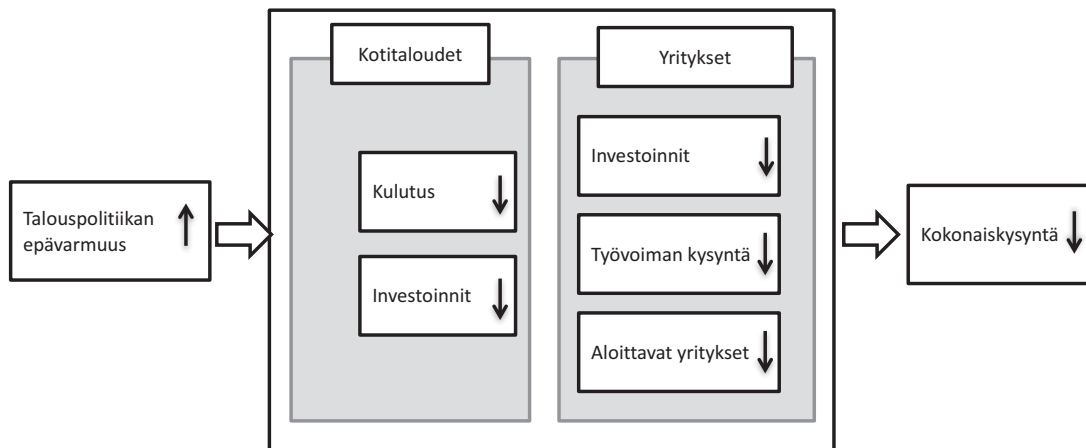 Talouspolitiikan
epävarmuus
Kotitaloudet
Kulutus
Investoinnit
Yritykset
Investoinnit
Työvoiman kysyntä
Aloittavat yritykset
Kokonaiskysyntä